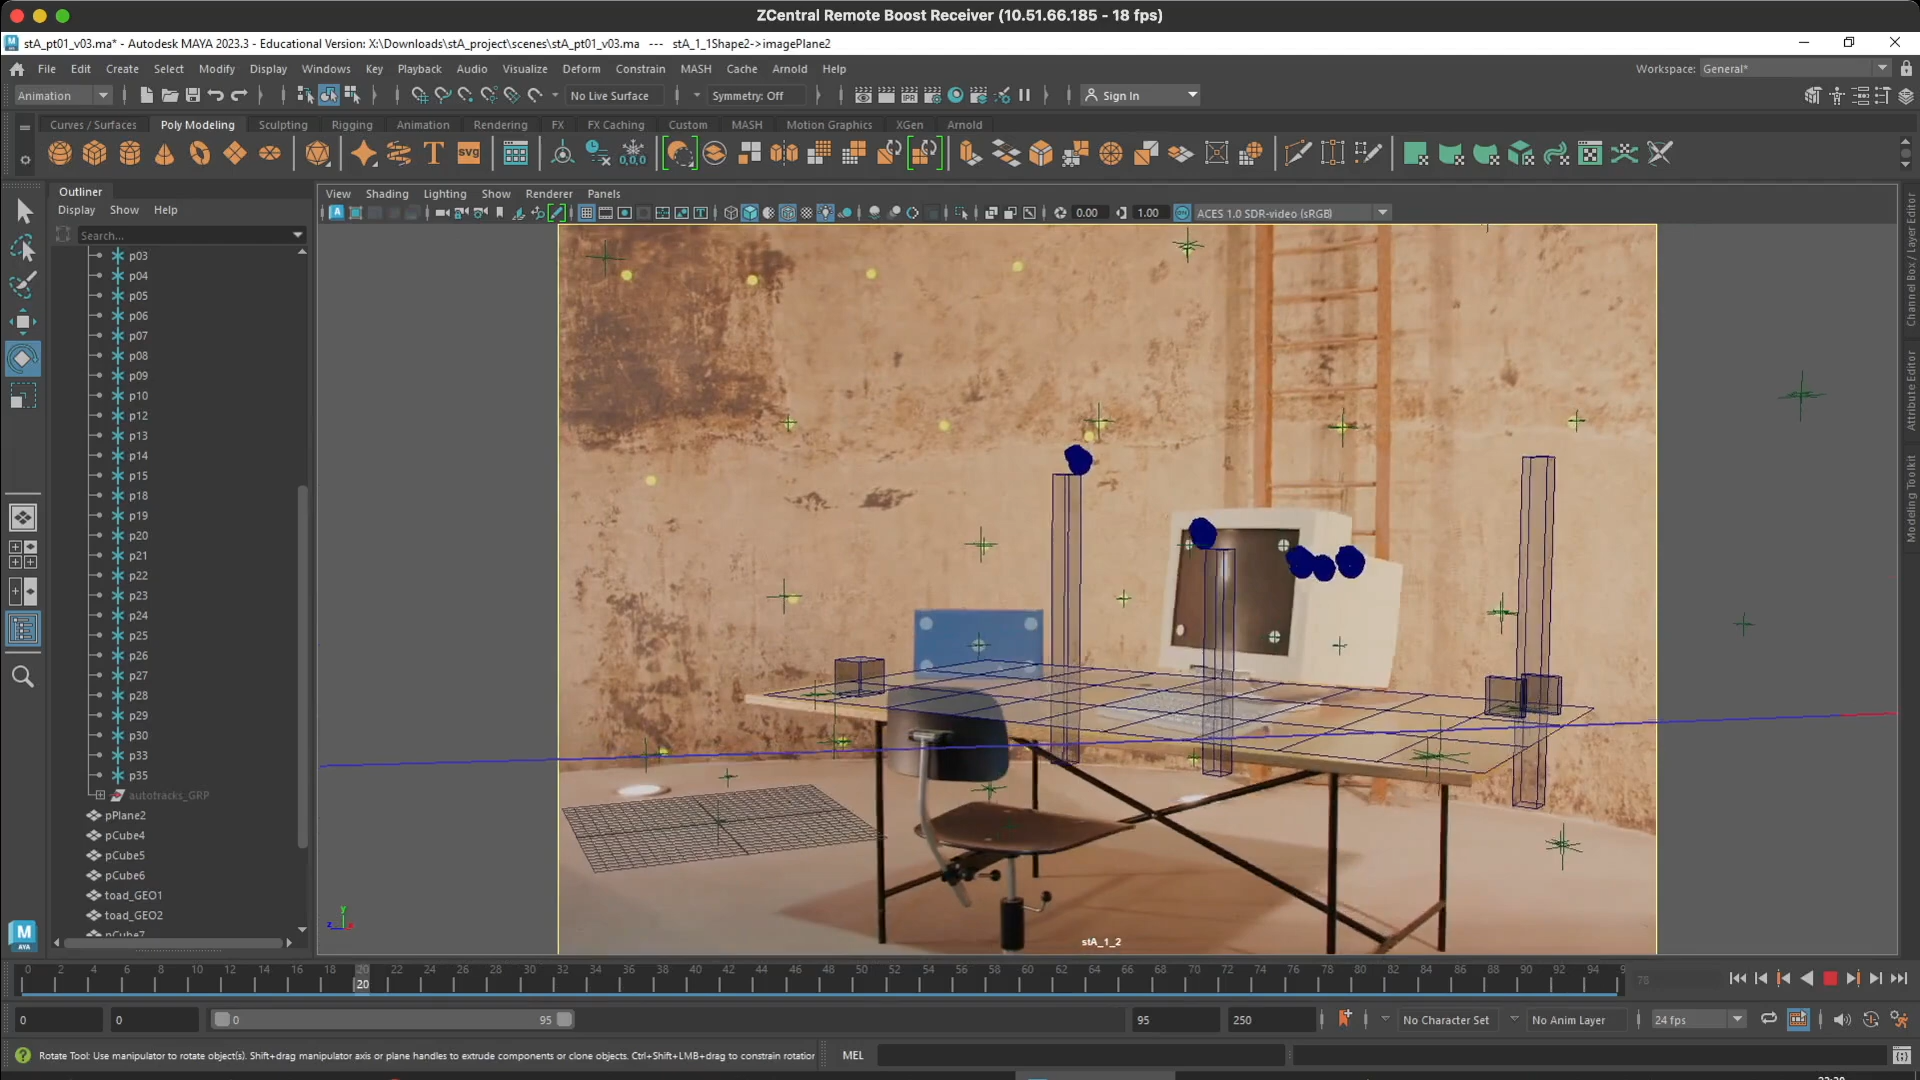 ZCentral Remote Boost Receiver (10.51.66.185 - 18 fps)
stA_pt01_v03.ma* - Autodesk MAYA 2023.3 - Educational Version: X:\Downloads\stA_project\scenes\stA_pt01_v03.ma --- stA_1_1Shape2->imagePlane2
File Edit Create Select Modify Display Windows Key Playback Audio Visualize Deform Constrain MASH Cache Arnold Help
Workspace: General*
Animation
No Live Surface
Symmetry: Off
Sign In
Curves / Surfaces Poly Modeling Sculpting Rigging Animation Rendering FX FX Caching Custom MASH Motion Graphics XGen Arnold
Outliner
Display Show Help
Search...
p03
p04
p05
p06
p07
p08
p09
p10
p12
p13
p14
p15
p18
p19
p20
p21
p22
p23
p24
p25
p26
p27
p28
p29
p30
p33
p35
autotracks_GRP
pPlane2
pCube4
pCube5
pCube6
toad_GEO1
toad_GEO2
pCube7
View Shading Lighting Show Renderer Panels
0.00
1.00
ACES 1.0 SDR-video (sRGB)
stA_1_2
Channel Box / Layer Editor
Attribute Editor
Modeling Toolkit
0 2 4 6 8 10 12 14 16 18 20 22 24 26 28 30 32 34 36 38 40 42 44 46 48 50 52 54 56 58 60 62 64 66 68 70 72 74 76 78 80 82 84 86 88 90 92 94
20
76
0 0 0 95 95 250
No Character Set
No Anim Layer
24 fps
Rotate Tool: Use manipulator to rotate object(s). Shift+drag manipulator axis or plane handles to extrude components or clone objects. Ctrl+Shift+LMB+drag to constrain rotation
MEL